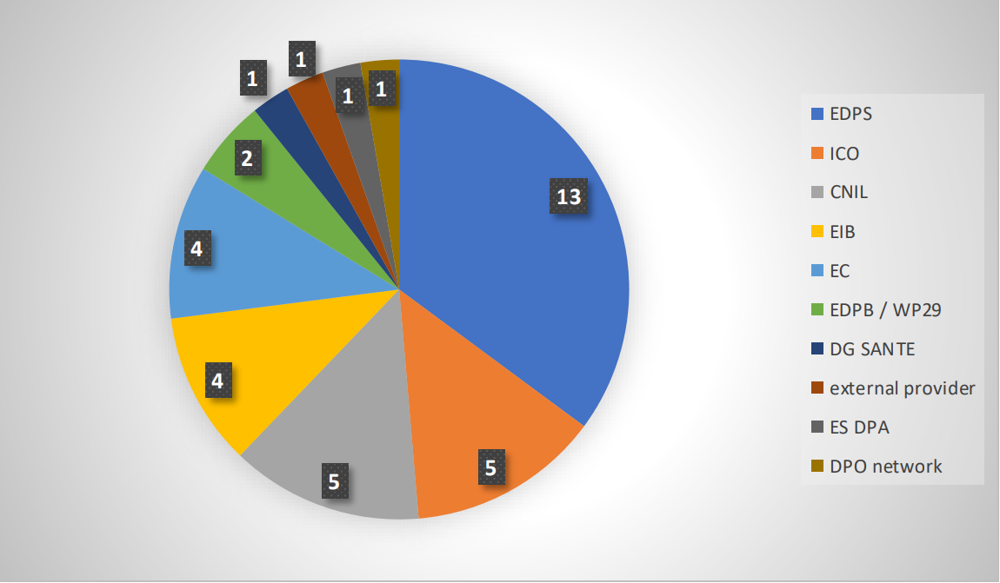 1
1
1
1
2
13
4
4
5
5
EDPS
ICO
CNIL
EIB
EC
EDPB / WP29
DG SANTE
external provider
ES DPA
DPO network